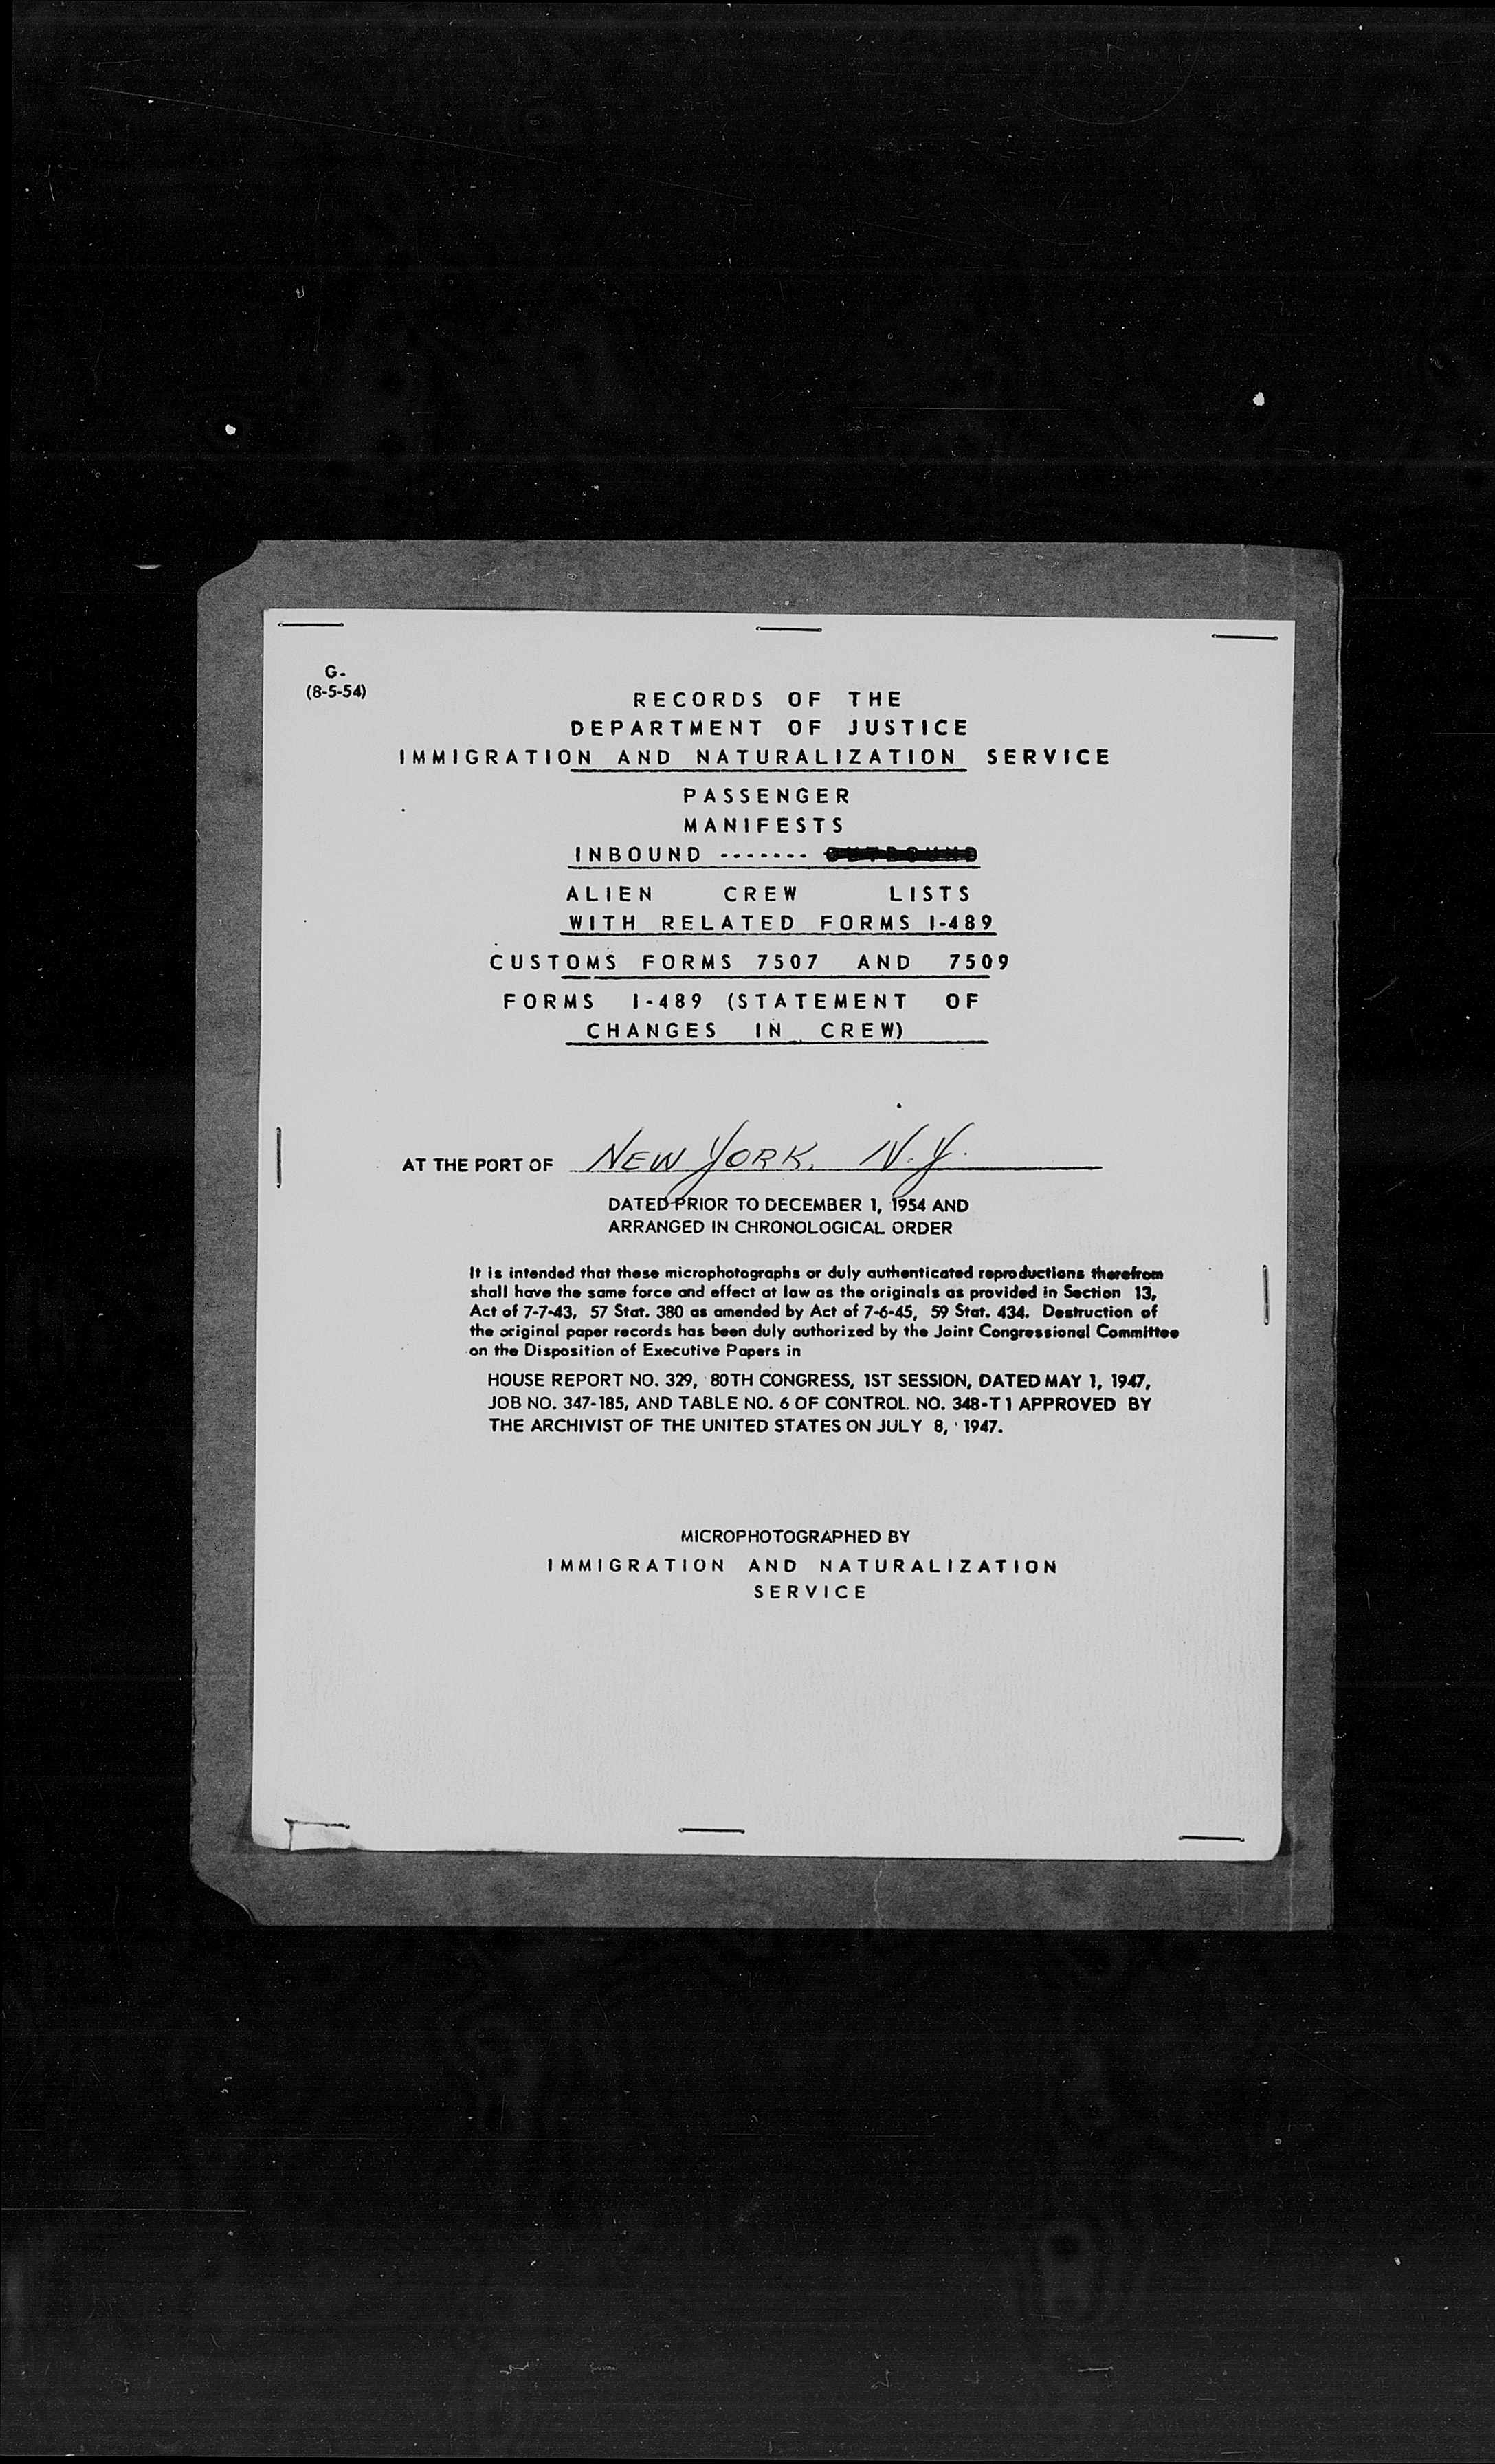 G-
(8-5-54)
RECORDS OF THE
DEPARTMENT OF JUSTICE
IMMIGRATION AND NATURALIZATION SERVICE
PASSENGER
MANIFESTS
INBOUND ------- OUTBOUND
ALIEN CREW LISTS
WITH RELATED FORMS I-489
CUSTOMS FORMS 7507 AND 7509
FORMS I-489 (STATEMENT OF
CHANGES IN CREW)
AT THE PORT OF NEW YORK, N.Y.
DATED PRIOR TO DECEMBER 1, 1954 AND
ARRANGED IN CHRONOLOGICAL ORDER
It is intended that these microphotographs or duly authenticated reproductions therefrom
shall have the same force and effect at law as the originals as provided in Section 13,
Act of 7-7-43, 57 Stat. 380 as amended by Act of 7-6-45, 59 Stat. 434. Destruction of
the original paper records has been duly authorized by the Joint Congressional Committee
on the Disposition of Executive Papers in
HOUSE REPORT NO. 329, 80TH CONGRESS, 1ST SESSION, DATED MAY 1, 1947,
JOB NO. 347-185, AND TABLE NO. 6 OF CONTROL NO. 348-T1 APPROVED BY
THE ARCHIVIST OF THE UNITED STATES ON JULY 8, 1947.
MICROPHOTOGRAPHED BY
IMMIGRATION AND NATURALIZATION
SERVICE